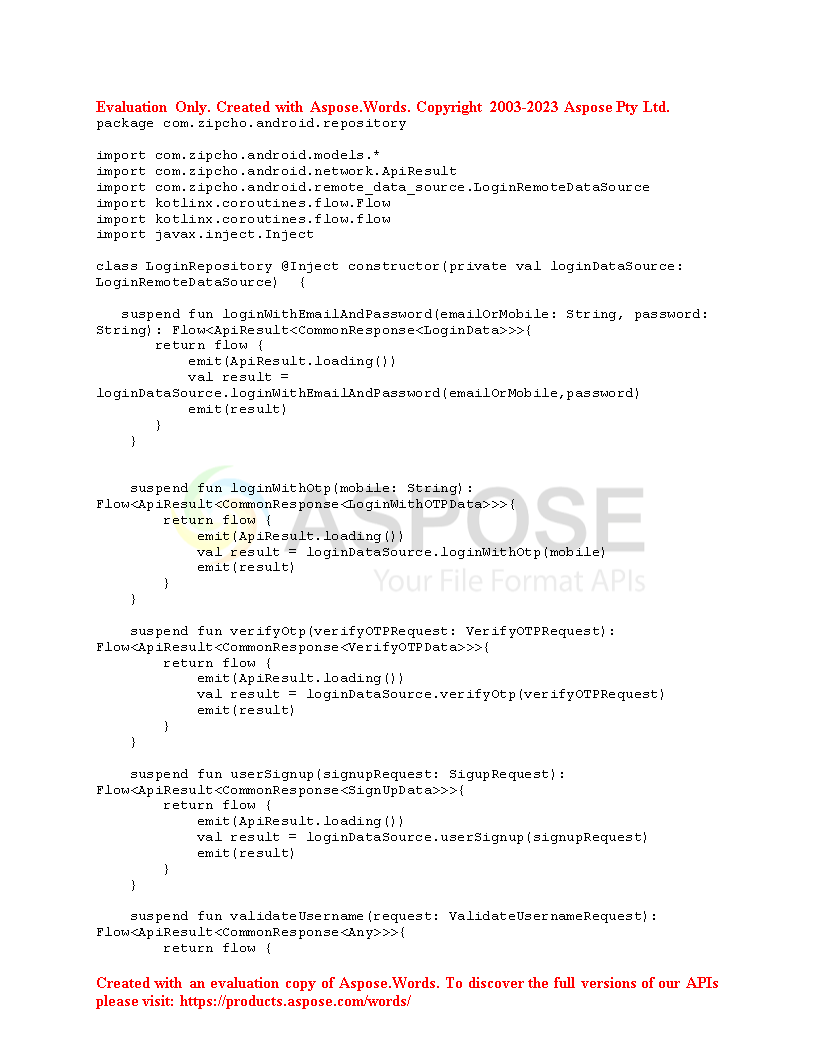 Evaluation Only. Created with Aspose.Words. Copyright 2003-2023 Aspose Pty Ltd.
package com.zipcho.android.repository

import com.zipcho.android.models.*
import com.zipcho.android.network.ApiResult
import com.zipcho.android.remote_data_source.LoginRemoteDataSource
import kotlinx.coroutines.flow.Flow
import kotlinx.coroutines.flow.flow
import javax.inject.Inject

class LoginRepository @Inject constructor(private val loginDataSource:
LoginRemoteDataSource)  {

   suspend fun loginWithEmailAndPassword(emailOrMobile: String, password:
String): Flow<ApiResult<CommonResponse<LoginData>>>{
       return flow {
           emit(ApiResult.loading())
           val result =
loginDataSource.loginWithEmailAndPassword(emailOrMobile,password)
           emit(result)
       }
    }

    suspend fun loginWithOtp(mobile: String):
Flow<ApiResult<CommonResponse<LoginWithOTPData>>>{
        return flow {
            emit(ApiResult.loading())
            val result = loginDataSource.loginWithOtp(mobile)
            emit(result)
        }
    }

    suspend fun verifyOtp(verifyOTPRequest: VerifyOTPRequest):
Flow<ApiResult<CommonResponse<VerifyOTPData>>>{
        return flow {
            emit(ApiResult.loading())
            val result = loginDataSource.verifyOtp(verifyOTPRequest)
            emit(result)
        }
    }

    suspend fun userSignup(signupRequest: SigupRequest):
Flow<ApiResult<CommonResponse<SignUpData>>>{
        return flow {
            emit(ApiResult.loading())
            val result = loginDataSource.userSignup(signupRequest)
            emit(result)
        }
    }

    suspend fun validateUsername(request: ValidateUsernameRequest):
Flow<ApiResult<CommonResponse<Any>>>{
        return flow {
ASPOSE
Your File Format APIs
Created with an evaluation copy of Aspose.Words. To discover the full versions of our APIs
please visit: https://products.aspose.com/words/